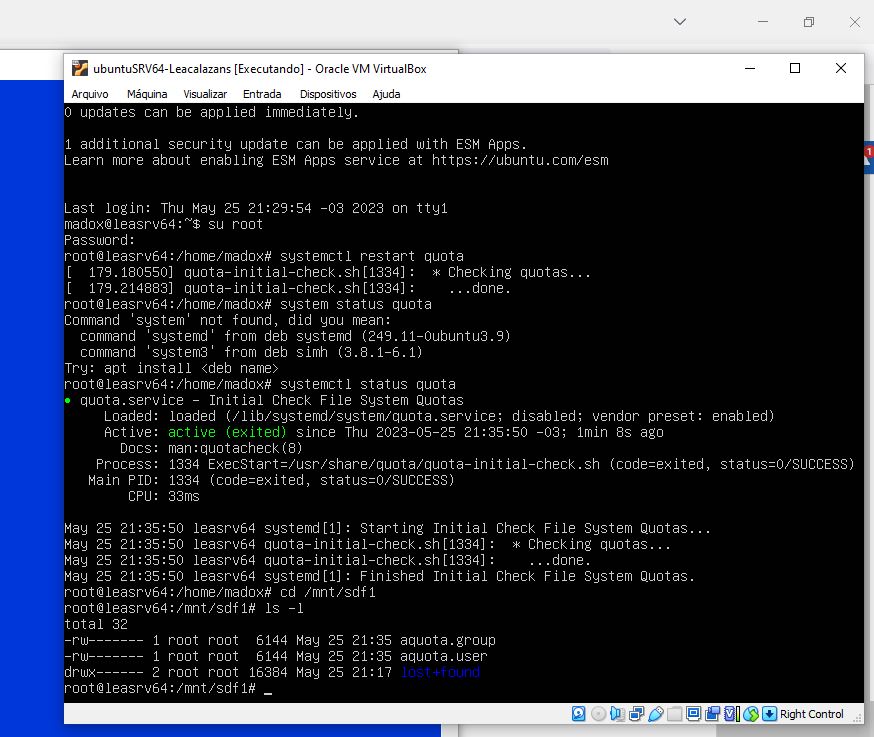 ubuntuSRV64-Leacalazans [Executando] - Oracle VM VirtualBox
Arquivo Máquina Visualizar Entrada Dispositivos Ajuda
0 updates can be applied immediately.
1 additional security update can be applied with ESM Apps.
Learn more about enabling ESM Apps service at https://ubuntu.com/esm
Last login: Thu May 25 21:29:54 -03 2023 on tty1
madox@leasrv64:~$ su root
Password:
root@leasrv64:/home/madox# systemctl restart quota
[  179.180550] quota-initial-check.sh[1334]:  * Checking quotas...
[  179.214883] quota-initial-check.sh[1334]:    ...done.
root@leasrv64:/home/madox# system status quota
Command 'system' not found, did you mean:
  command 'systemd' from deb systemd (249.11-0ubuntu3.9)
  command 'system3' from deb simh (3.8.1-6.1)
Try: apt install <deb name>
root@leasrv64:/home/madox# systemctl status quota
● quota.service - Initial Check File System Quotas
     Loaded: loaded (/lib/systemd/system/quota.service; disabled; vendor preset: enabled)
     Active: active (exited) since Thu 2023-05-25 21:35:50 -03; 1min 8s ago
       Docs: man:quotacheck(8)
    Process: 1334 ExecStart=/usr/share/quota/quota-initial-check.sh (code=exited, status=0/SUCCESS)
   Main PID: 1334 (code=exited, status=0/SUCCESS)
        CPU: 33ms
May 25 21:35:50 leasrv64 systemd[1]: Starting Initial Check File System Quotas...
May 25 21:35:50 leasrv64 quota-initial-check.sh[1334]:  * Checking quotas...
May 25 21:35:50 leasrv64 quota-initial-check.sh[1334]:    ...done.
May 25 21:35:50 leasrv64 systemd[1]: Finished Initial Check File System Quotas.
root@leasrv64:/home/madox# cd /mnt/sdf1
root@leasrv64:/mnt/sdf1# ls -l
total 32
-rw------- 1 root root  6144 May 25 21:35 aquota.group
-rw------- 1 root root  6144 May 25 21:35 aquota.user
drwx------ 2 root root 16384 May 25 21:17 lost+found
root@leasrv64:/mnt/sdf1# _
Right Control
1